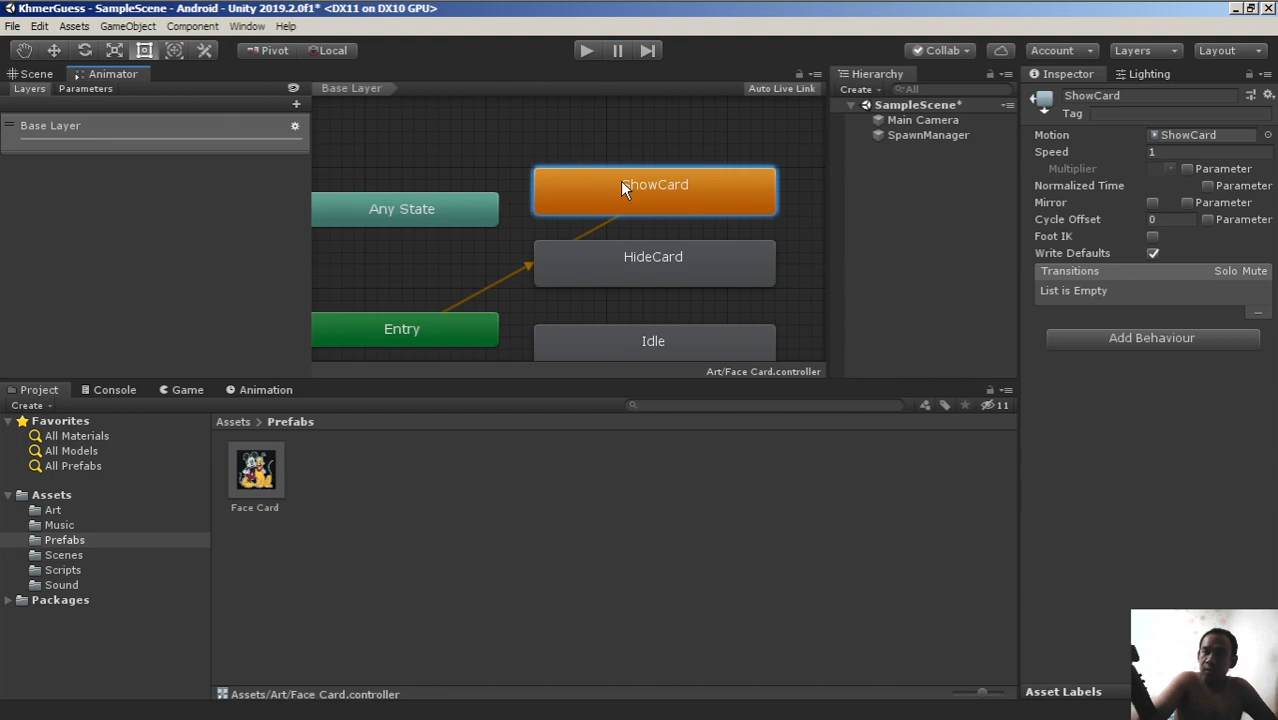 KhmerGuess - SampleScene - Android - Unity 2019.2.0f1* <DX11 on DX10 GPU>
File Edit Assets GameObject Component Window Help
Pivot Local Collab Account Layers Layout
Scene Animator
Layers Parameters
Base Layer
Base Layer Auto Live Link
Any State
Entry
ShowCard
HideCard
Idle
Art/Face Card.controller
Hierarchy
Create All
SampleScene*
Main Camera
SpawnManager
Inspector Lighting
ShowCard
Tag
Motion ShowCard
Speed 1
Multiplier Parameter
Normalized Time Parameter
Mirror Parameter
Cycle Offset 0 Parameter
Foot IK
Write Defaults
Transitions Solo Mute
List is Empty
Add Behaviour
Project Console Game Animation
Create 11
Favorites
All Materials
All Models
All Prefabs
Assets
Art
Music
Prefabs
Scenes
Scripts
Sound
Packages
Assets > Prefabs
Face Card
Assets/Art/Face Card.controller
Asset Labels